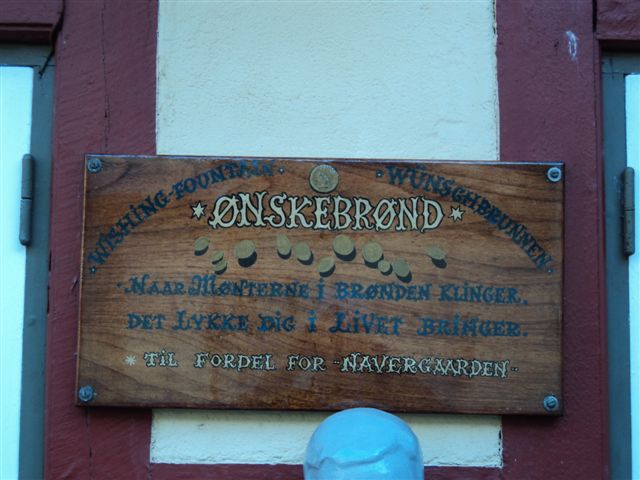 ·WISHING·FOUNTAIN·
·WÜNSCHBRUNNEN·
*ØNSKEBRØND*
·NAAR MØNTERNE I BRØNDEN KLINGER.
DET LYKKE DIG I LIVET BRINGER.
* TIL FORDEL FOR "NAVERGAARDEN"